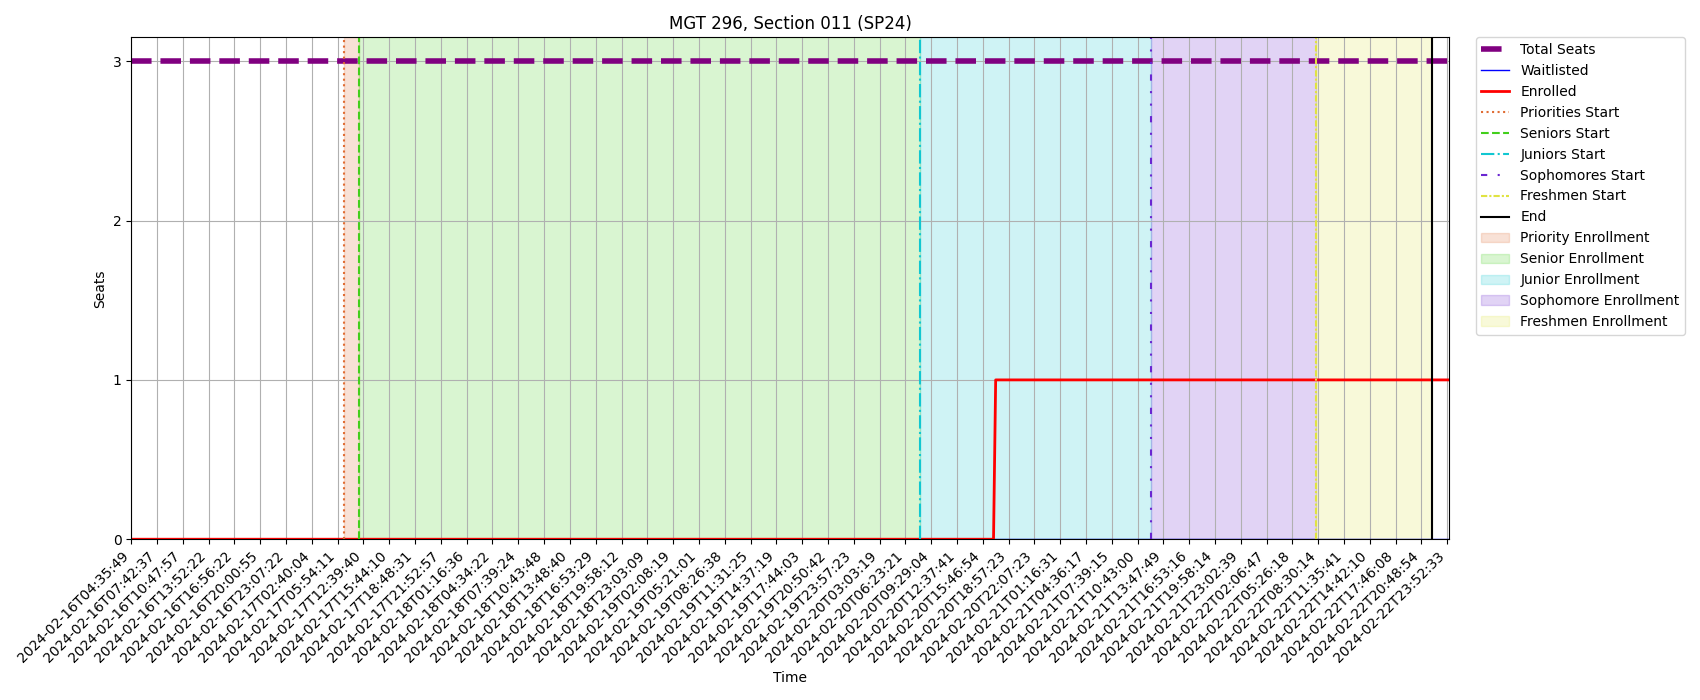 MGT 296, Section 011 (SP24)
Seats
3
2
1
0
2024-02-16T04:35:49
2024-02-16T07:42:37
2024-02-16T10:47:57
2024-02-16T13:52:22
2024-02-16T16:56:22
2024-02-16T20:00:55
2024-02-16T23:07:22
2024-02-17T02:40:04
2024-02-17T05:54:11
2024-02-17T12:39:40
2024-02-17T15:44:10
2024-02-17T18:48:31
2024-02-17T21:52:57
2024-02-18T01:16:36
2024-02-18T04:34:22
2024-02-18T07:39:24
2024-02-18T10:43:48
2024-02-18T13:48:40
2024-02-18T16:53:29
2024-02-18T19:58:12
2024-02-18T23:03:09
2024-02-19T02:08:19
2024-02-19T05:21:01
2024-02-19T08:26:38
2024-02-19T11:31:25
2024-02-19T14:37:19
2024-02-19T17:44:03
2024-02-19T20:50:42
2024-02-19T23:57:23
2024-02-20T03:03:19
2024-02-20T06:23:21
2024-02-20T09:29:04
2024-02-20T12:37:41
2024-02-20T15:46:54
2024-02-20T18:57:23
2024-02-20T22:07:23
2024-02-21T01:16:31
2024-02-21T04:36:17
2024-02-21T07:39:15
2024-02-21T10:43:00
2024-02-21T13:47:49
2024-02-21T16:53:16
2024-02-21T19:58:14
2024-02-21T23:02:39
2024-02-22T02:06:47
2024-02-22T05:26:18
2024-02-22T08:30:14
2024-02-22T11:35:41
2024-02-22T14:42:10
2024-02-22T17:46:08
2024-02-22T20:48:54
2024-02-22T23:52:33
Time
Total Seats
Waitlisted
Enrolled
Priorities Start
Seniors Start
Juniors Start
Sophomores Start
Freshmen Start
End
Priority Enrollment
Senior Enrollment
Junior Enrollment
Sophomore Enrollment
Freshmen Enrollment